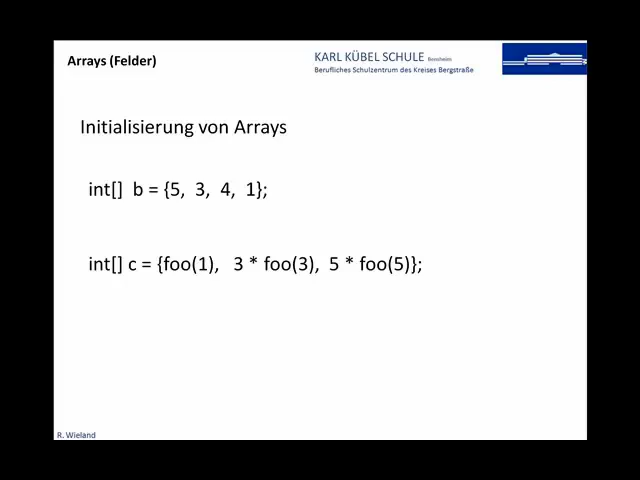 Arrays (Felder)
KARL KÜBEL SCHULE Bensheim
Berufliches Schulzentrum des Kreises Bergstraße
Initialisierung von Arrays
int[] b = {5, 3, 4, 1};
int[] c = {foo(1), 3 * foo(3), 5 * foo(5)};
R. Wieland